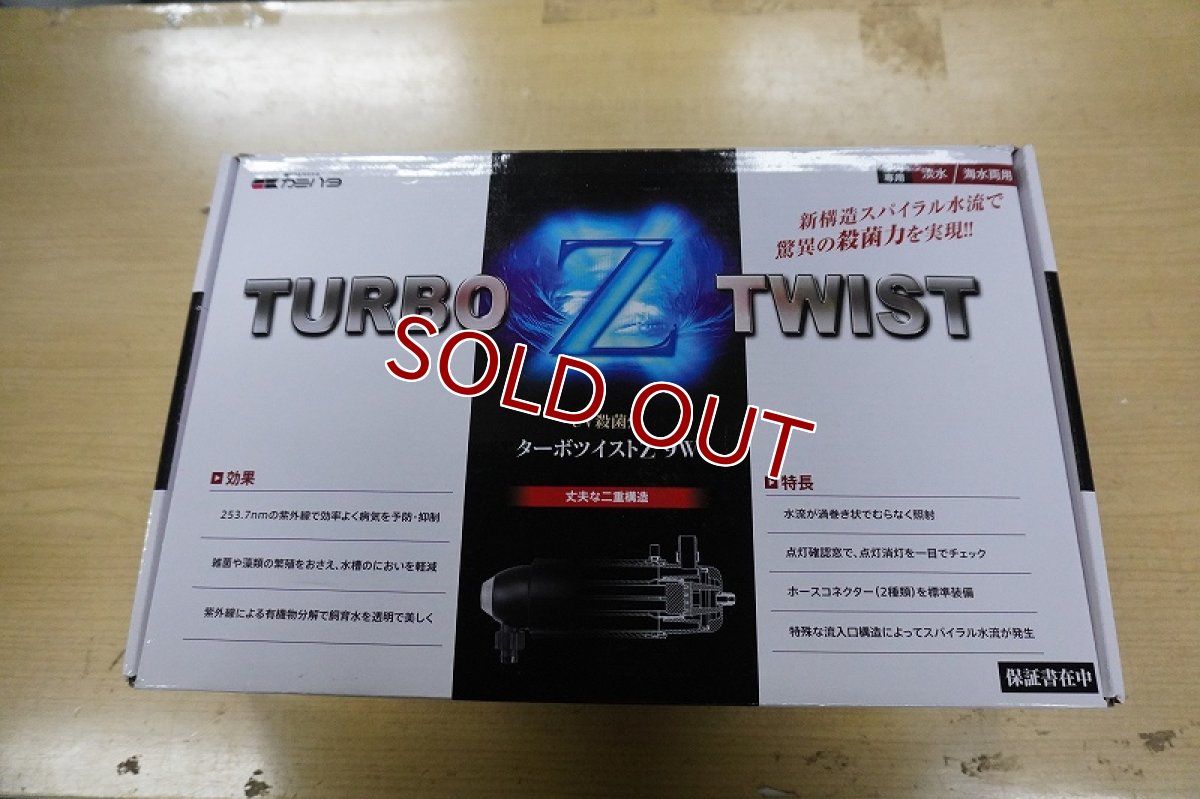 カミハタ
専用 淡水 / 海水両用
新構造スパイラル水流で
驚異の殺菌力を実現!!
TURBO Z TWIST
SOLD OUT
殺菌
ターボツイストZ 9W
丈夫な二重構造
効果
253.7nmの紫外線で効率よく病気を予防・抑制
雑菌や藻類の繁殖をおさえ、水槽のにおいを軽減
紫外線による有機物分解で飼育水を透明で美しく
特長
水流が渦巻き状でむらなく照射
点灯確認窓で、点灯消灯を一目でチェック
ホースコネクター(2種類)を標準装備
特殊な流入口構造によってスパイラル水流が発生
保証書在中